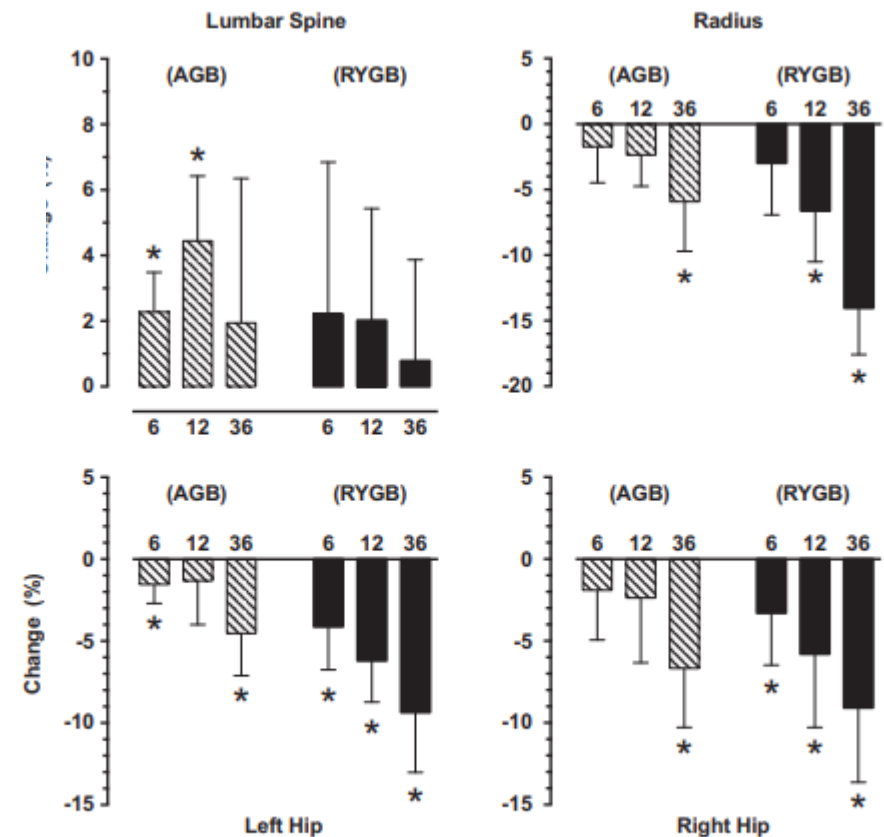 Lumbar Spine
Radius
10
8
6
4
2
0
(AGB)
(RYGB)
*
*
6 12 36
6 12 36
5
0
-5
-10
-15
-20
(AGB)
(RYGB)
6 12 36
6 12 36
*
*
*
Change (%)
5
0
-5
-10
-15
(AGB)
(RYGB)
6 12 36
6 12 36
*
*
*
*
*
Left Hip
5
0
-5
-10
-15
(AGB)
(RYGB)
6 12 36
6 12 36
*
*
*
*
Right Hip